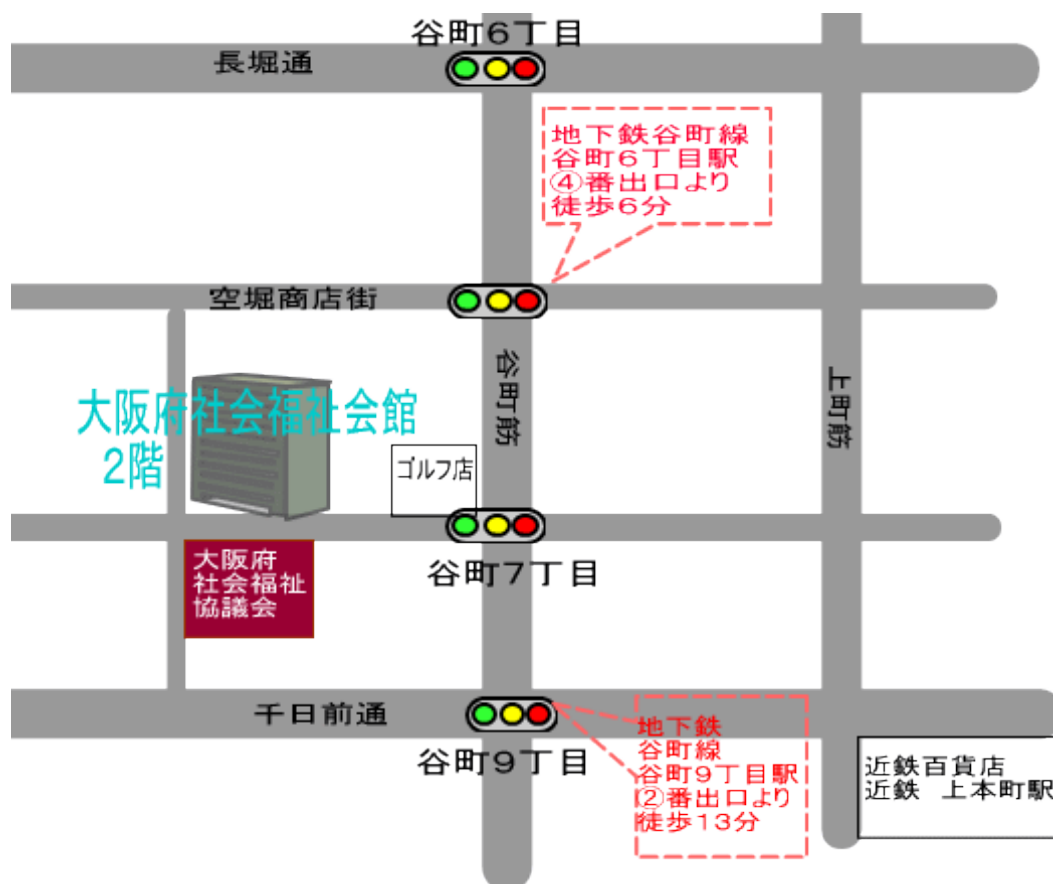 谷町6丁目
長堀通
地下鉄谷町線
谷町6丁目駅
④番出口より
徒歩6分
空堀商店街
谷町筋
上町筋
大阪府社会福祉会館
2階
ゴルフ店
谷町7丁目
大阪府
社会福祉
協議会
千日前通
谷町9丁目
地下鉄
谷町線
谷町9丁目駅
②番出口より
徒歩13分
近鉄百貨店
近鉄 上本町駅